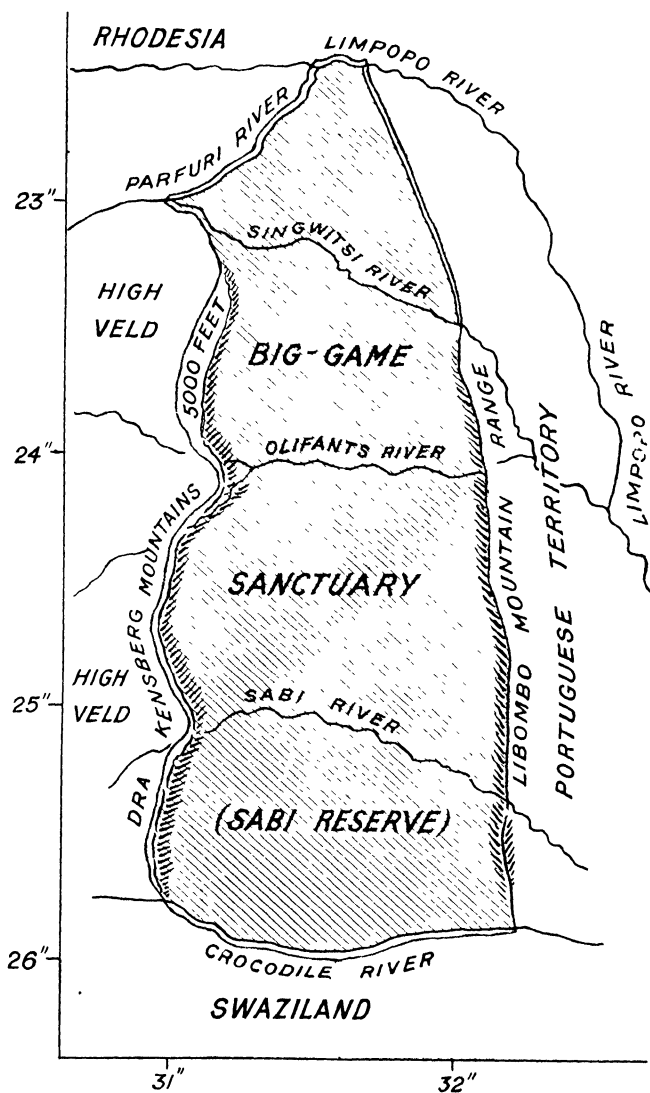 RHODESIA
LIMPOPO RIVER
PARFURI RIVER
23"
SINGWITSI RIVER
HIGH
VELD
5000 FEET
BIG-GAME
RANGE
LIMPOPO RIVER
24"
OLIFANTS RIVER
DRA KENSBERG MOUNTAINS
SANCTUARY
LIBOMBO MOUNTAIN
PORTUGUESE TERRITORY
HIGH
VELD
25"
SABI RIVER
(SABI RESERVE)
26"
CROCODILE RIVER
SWAZILAND
31"
32"